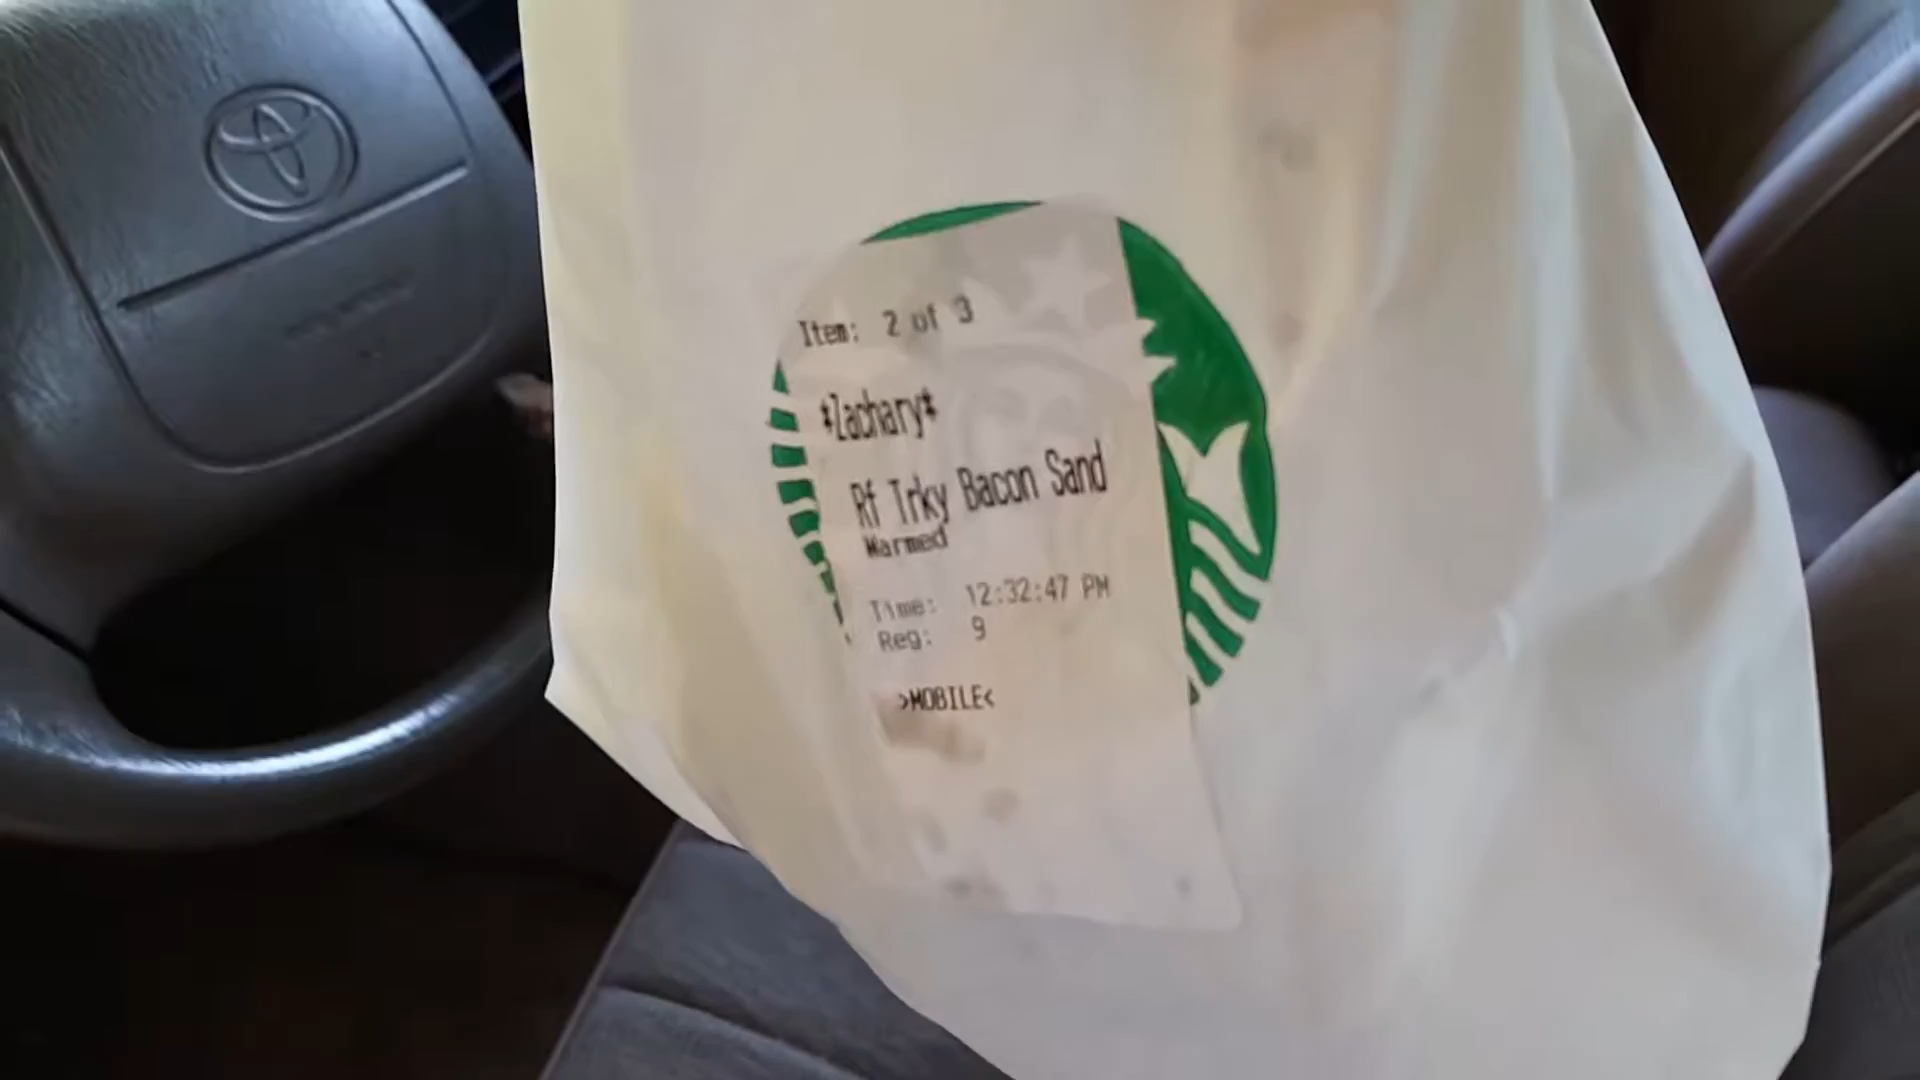 Item: 2 of 3
*Zachary*
Rf Trky Bacon Sand
Warmed
Time: 12:32:47 PM
Reg: 9
>MOBILE<